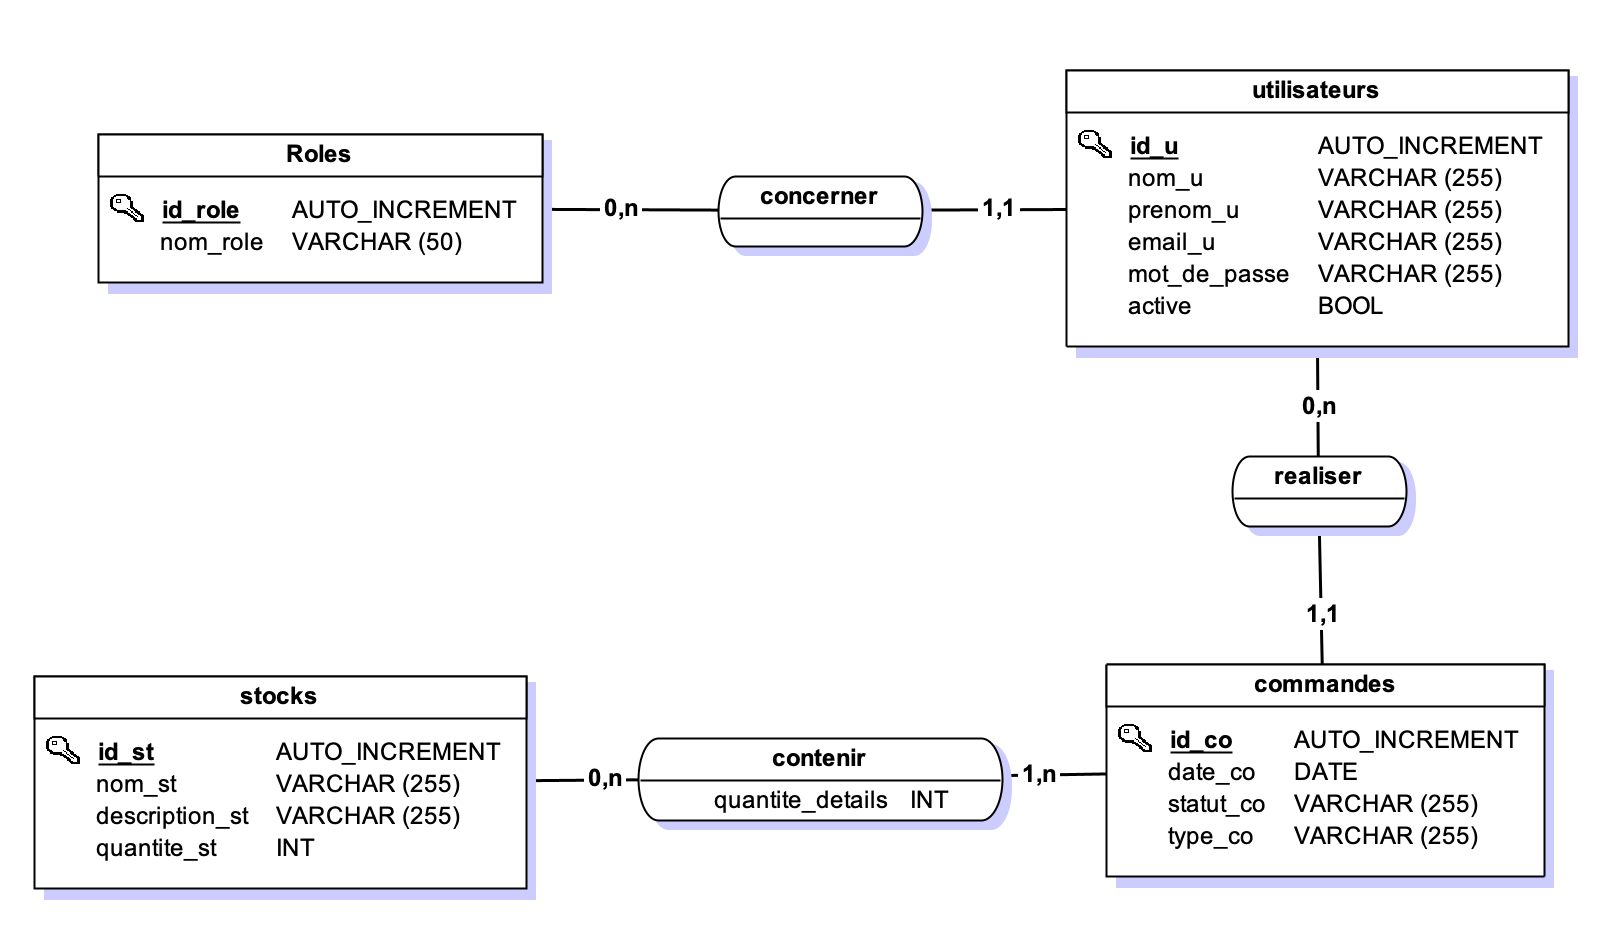 Roles
id_role AUTO_INCREMENT
nom_role VARCHAR (50)
0,n
concerner
1,1
utilisateurs
id_u AUTO_INCREMENT
nom_u VARCHAR (255)
prenom_u VARCHAR (255)
email_u VARCHAR (255)
mot_de_passe VARCHAR (255)
active BOOL
0,n
realiser
1,1
stocks
id_st AUTO_INCREMENT
nom_st VARCHAR (255)
description_st VARCHAR (255)
quantite_st INT
0,n
contenir
quantite_details INT
1,n
commandes
id_co AUTO_INCREMENT
date_co DATE
statut_co VARCHAR (255)
type_co VARCHAR (255)